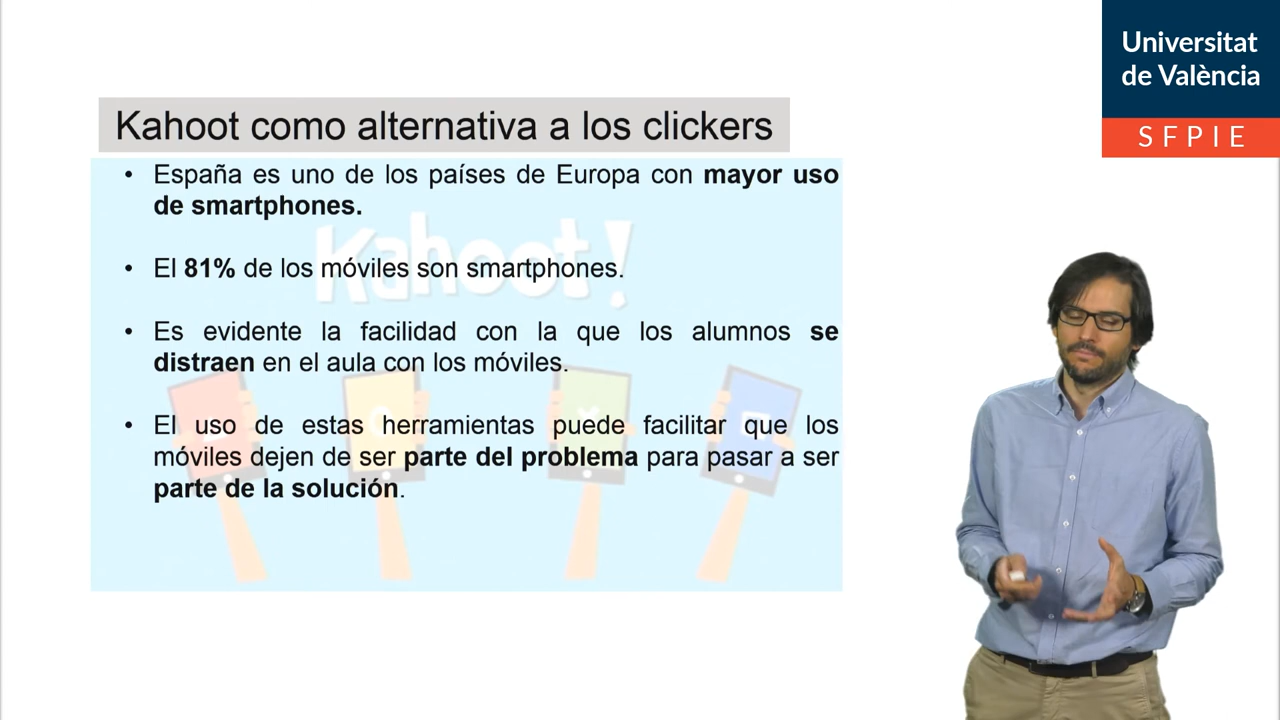 Universitat
de València
SFPIE
Kahoot como alternativa a los clickers
• España es uno de los países de Europa con mayor uso
de smartphones.
Kahoot!
• El 81% de los móviles son smartphones.
• Es evidente la facilidad con la que los alumnos se
distraen en el aula con los móviles.
• El uso de estas herramientas puede facilitar que los
móviles dejen de ser parte del problema para pasar a ser
parte de la solución.